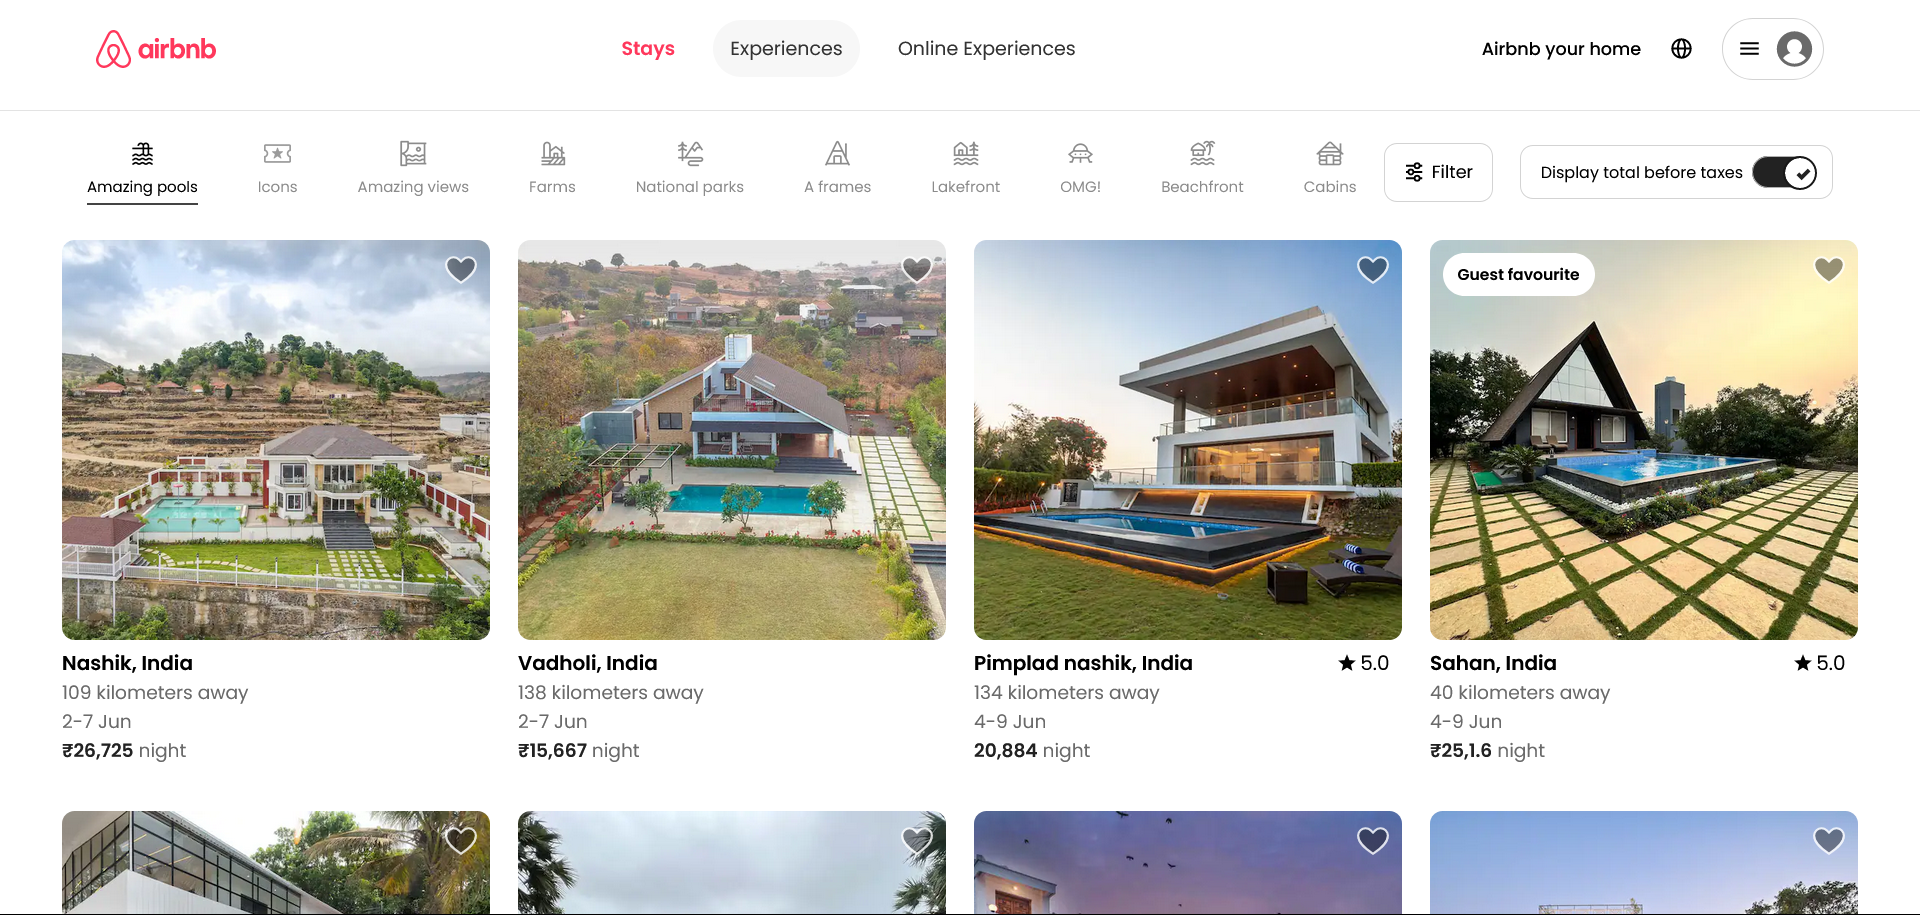 airbnb
Stays
Experiences
Online Experiences
Airbnb your home
Amazing pools
Icons
Amazing views
Farms
National parks
A frames
Lakefront
OMG!
Beachfront
Cabins
Filter
Display total before taxes
Guest favourite
Nashik, India
109 kilometers away
2-7 Jun
₹26,725 night
Vadholi, India
138 kilometers away
2-7 Jun
₹15,667 night
Pimplad nashik, India
★ 5.0
134 kilometers away
4-9 Jun
20,884 night
Sahan, India
★ 5.0
40 kilometers away
4-9 Jun
₹25,1.6 night